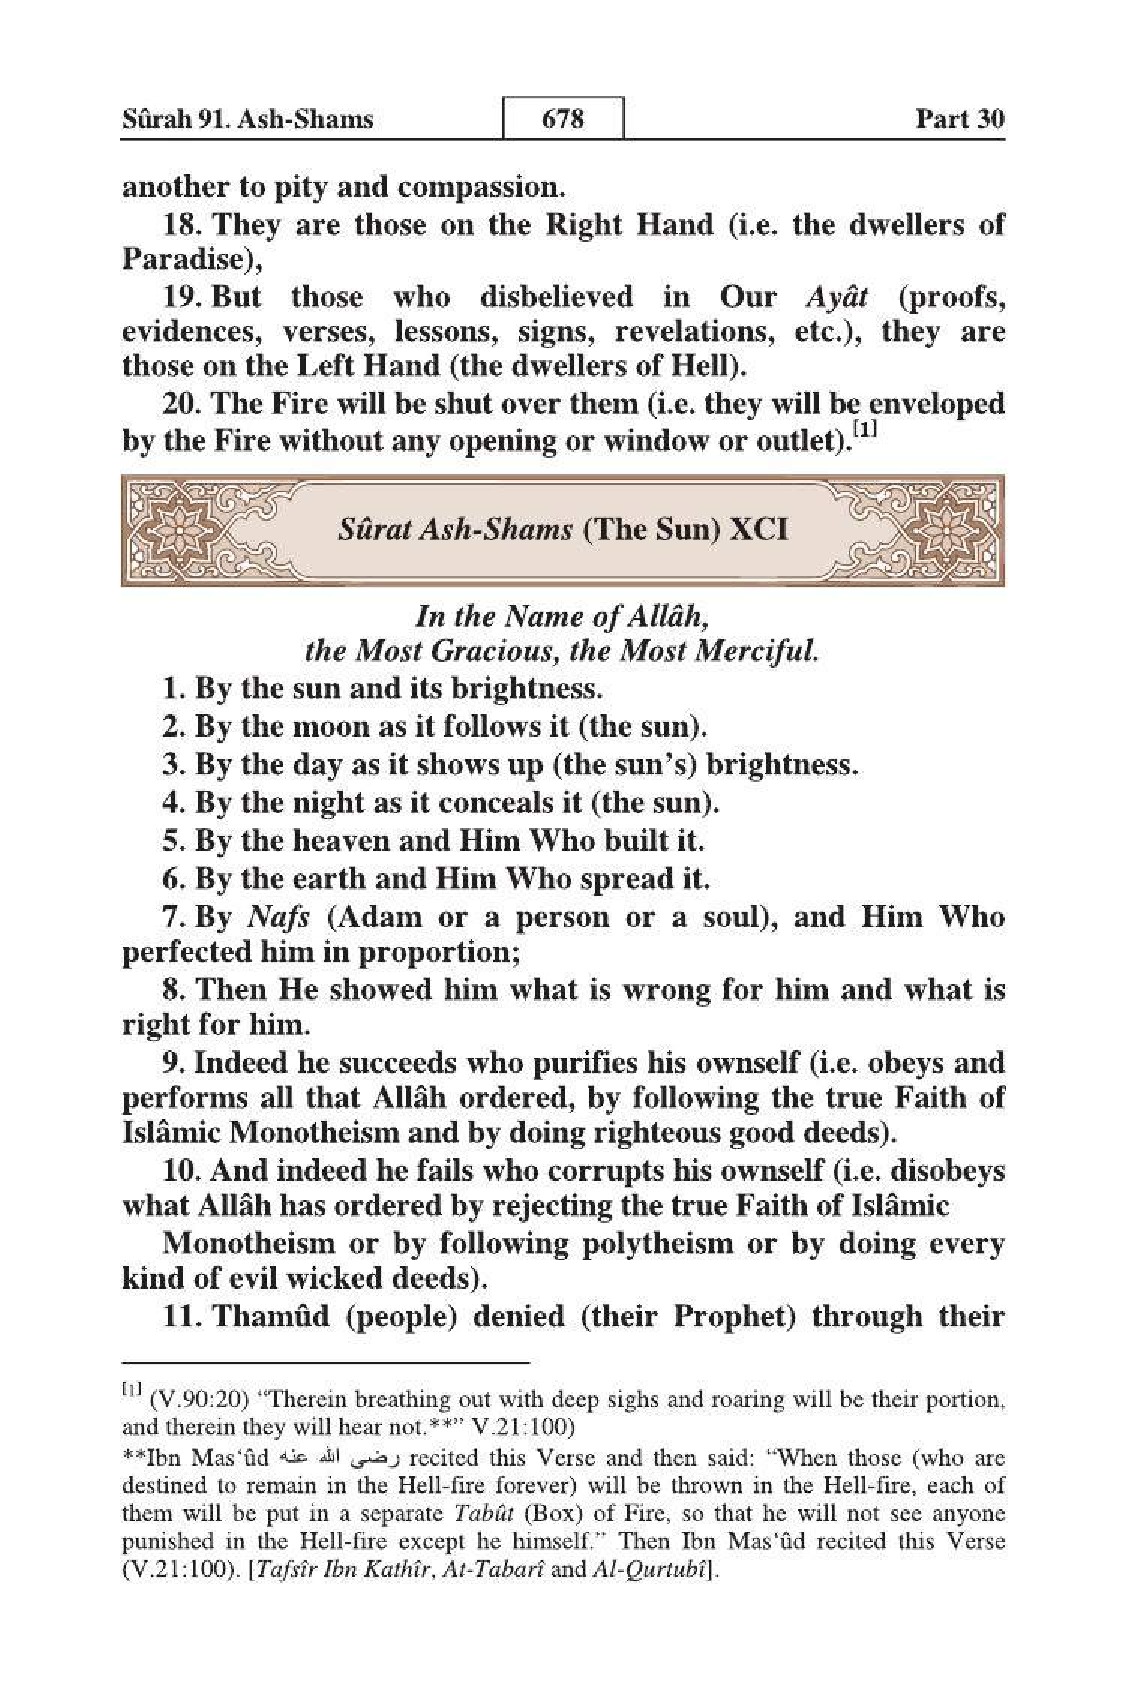 Sûrah 91. Ash-Shams 678 Part 30
another to pity and compassion.
18. They are those on the Right Hand (i.e. the dwellers of
Paradise),
19. But those who disbelieved in Our Ayât (proofs,
evidences, verses, lessons, signs, revelations, etc.), they are
those on the Left Hand (the dwellers of Hell).
20. The Fire will be shut over them (i.e. they will be enveloped
by the Fire without any opening or window or outlet).[1]
Sûrat Ash-Shams (The Sun) XCI
In the Name of Allâh,
the Most Gracious, the Most Merciful.
1. By the sun and its brightness.
2. By the moon as it follows it (the sun).
3. By the day as it shows up (the sun’s) brightness.
4. By the night as it conceals it (the sun).
5. By the heaven and Him Who built it.
6. By the earth and Him Who spread it.
7. By Nafs (Adam or a person or a soul), and Him Who
perfected him in proportion;
8. Then He showed him what is wrong for him and what is
right for him.
9. Indeed he succeeds who purifies his ownself (i.e. obeys and
performs all that Allâh ordered, by following the true Faith of
Islâmic Monotheism and by doing righteous good deeds).
10. And indeed he fails who corrupts his ownself (i.e. disobeys
what Allâh has ordered by rejecting the true Faith of Islâmic
Monotheism or by following polytheism or by doing every
kind of evil wicked deeds).
11. Thamûd (people) denied (their Prophet) through their
[1] (V.90:20) “Therein breathing out with deep sighs and roaring will be their portion,
and therein they will hear not.**” V.21:100)
**Ibn Mas‘ûd رضى الله عنه recited this Verse and then said: “When those (who are
destined to remain in the Hell-fire forever) will be thrown in the Hell-fire, each of
them will be put in a separate Tabût (Box) of Fire, so that he will not see anyone
punished in the Hell-fire except he himself.” Then Ibn Mas‘ûd recited this Verse
(V.21:100). [Tafsîr Ibn Kathîr, At-Tabarî and Al-Qurtubî].